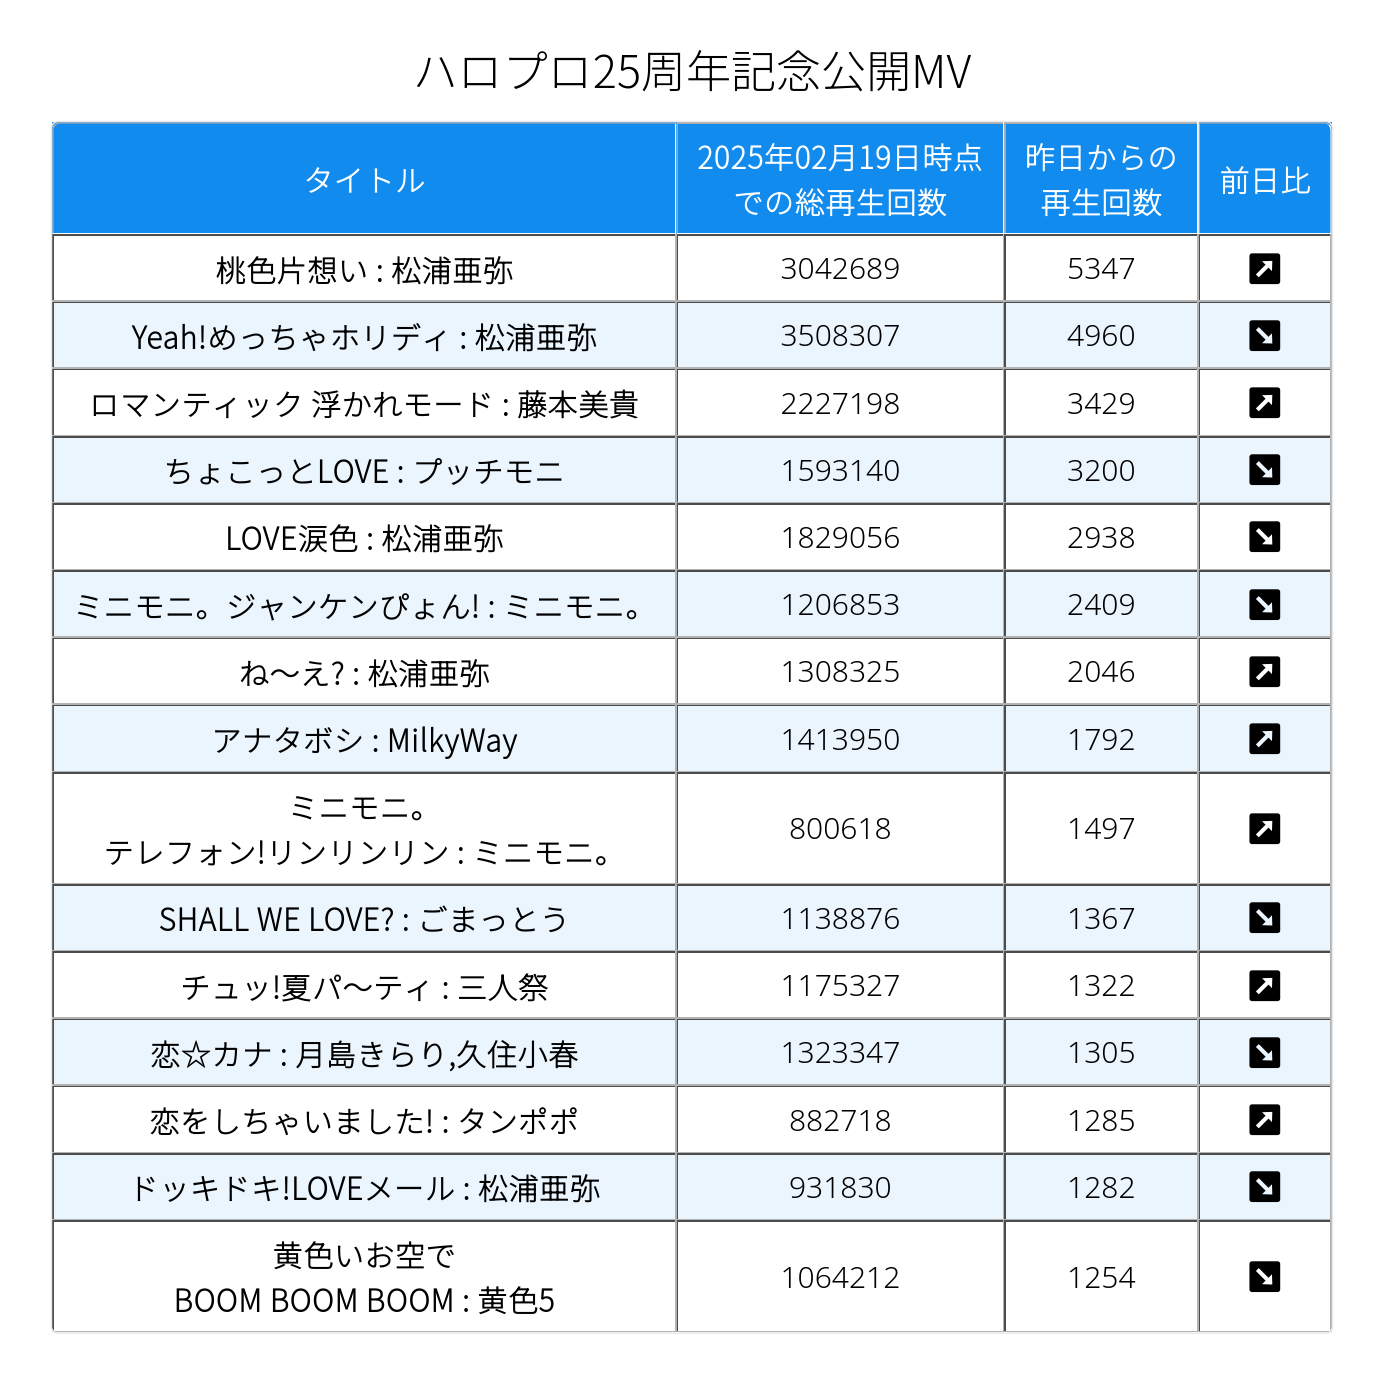 ハロプロ25周年記念公開MV
タイトル
2025年02月19日時点
での総再生回数
昨日からの
再生回数
前日比
桃色片想い : 松浦亜弥 3042689 5347
Yeah!めっちゃホリディ : 松浦亜弥 3508307 4960
ロマンティック 浮かれモード : 藤本美貴 2227198 3429
ちょこっとLOVE : プッチモニ 1593140 3200
LOVE涙色 : 松浦亜弥 1829056 2938
ミニモニ。ジャンケンぴょん! : ミニモニ。 1206853 2409
ね〜え? : 松浦亜弥 1308325 2046
アナタボシ : MilkyWay 1413950 1792
ミニモニ。
テレフォン!リンリンリン : ミニモニ。 800618 1497
SHALL WE LOVE? : ごまっとう 1138876 1367
チュッ!夏パ〜ティ : 三人祭 1175327 1322
恋☆カナ : 月島きらり,久住小春 1323347 1305
恋をしちゃいました! : タンポポ 882718 1285
ドッキドキ!LOVEメール : 松浦亜弥 931830 1282
黄色いお空で
BOOM BOOM BOOM : 黄色5 1064212 1254